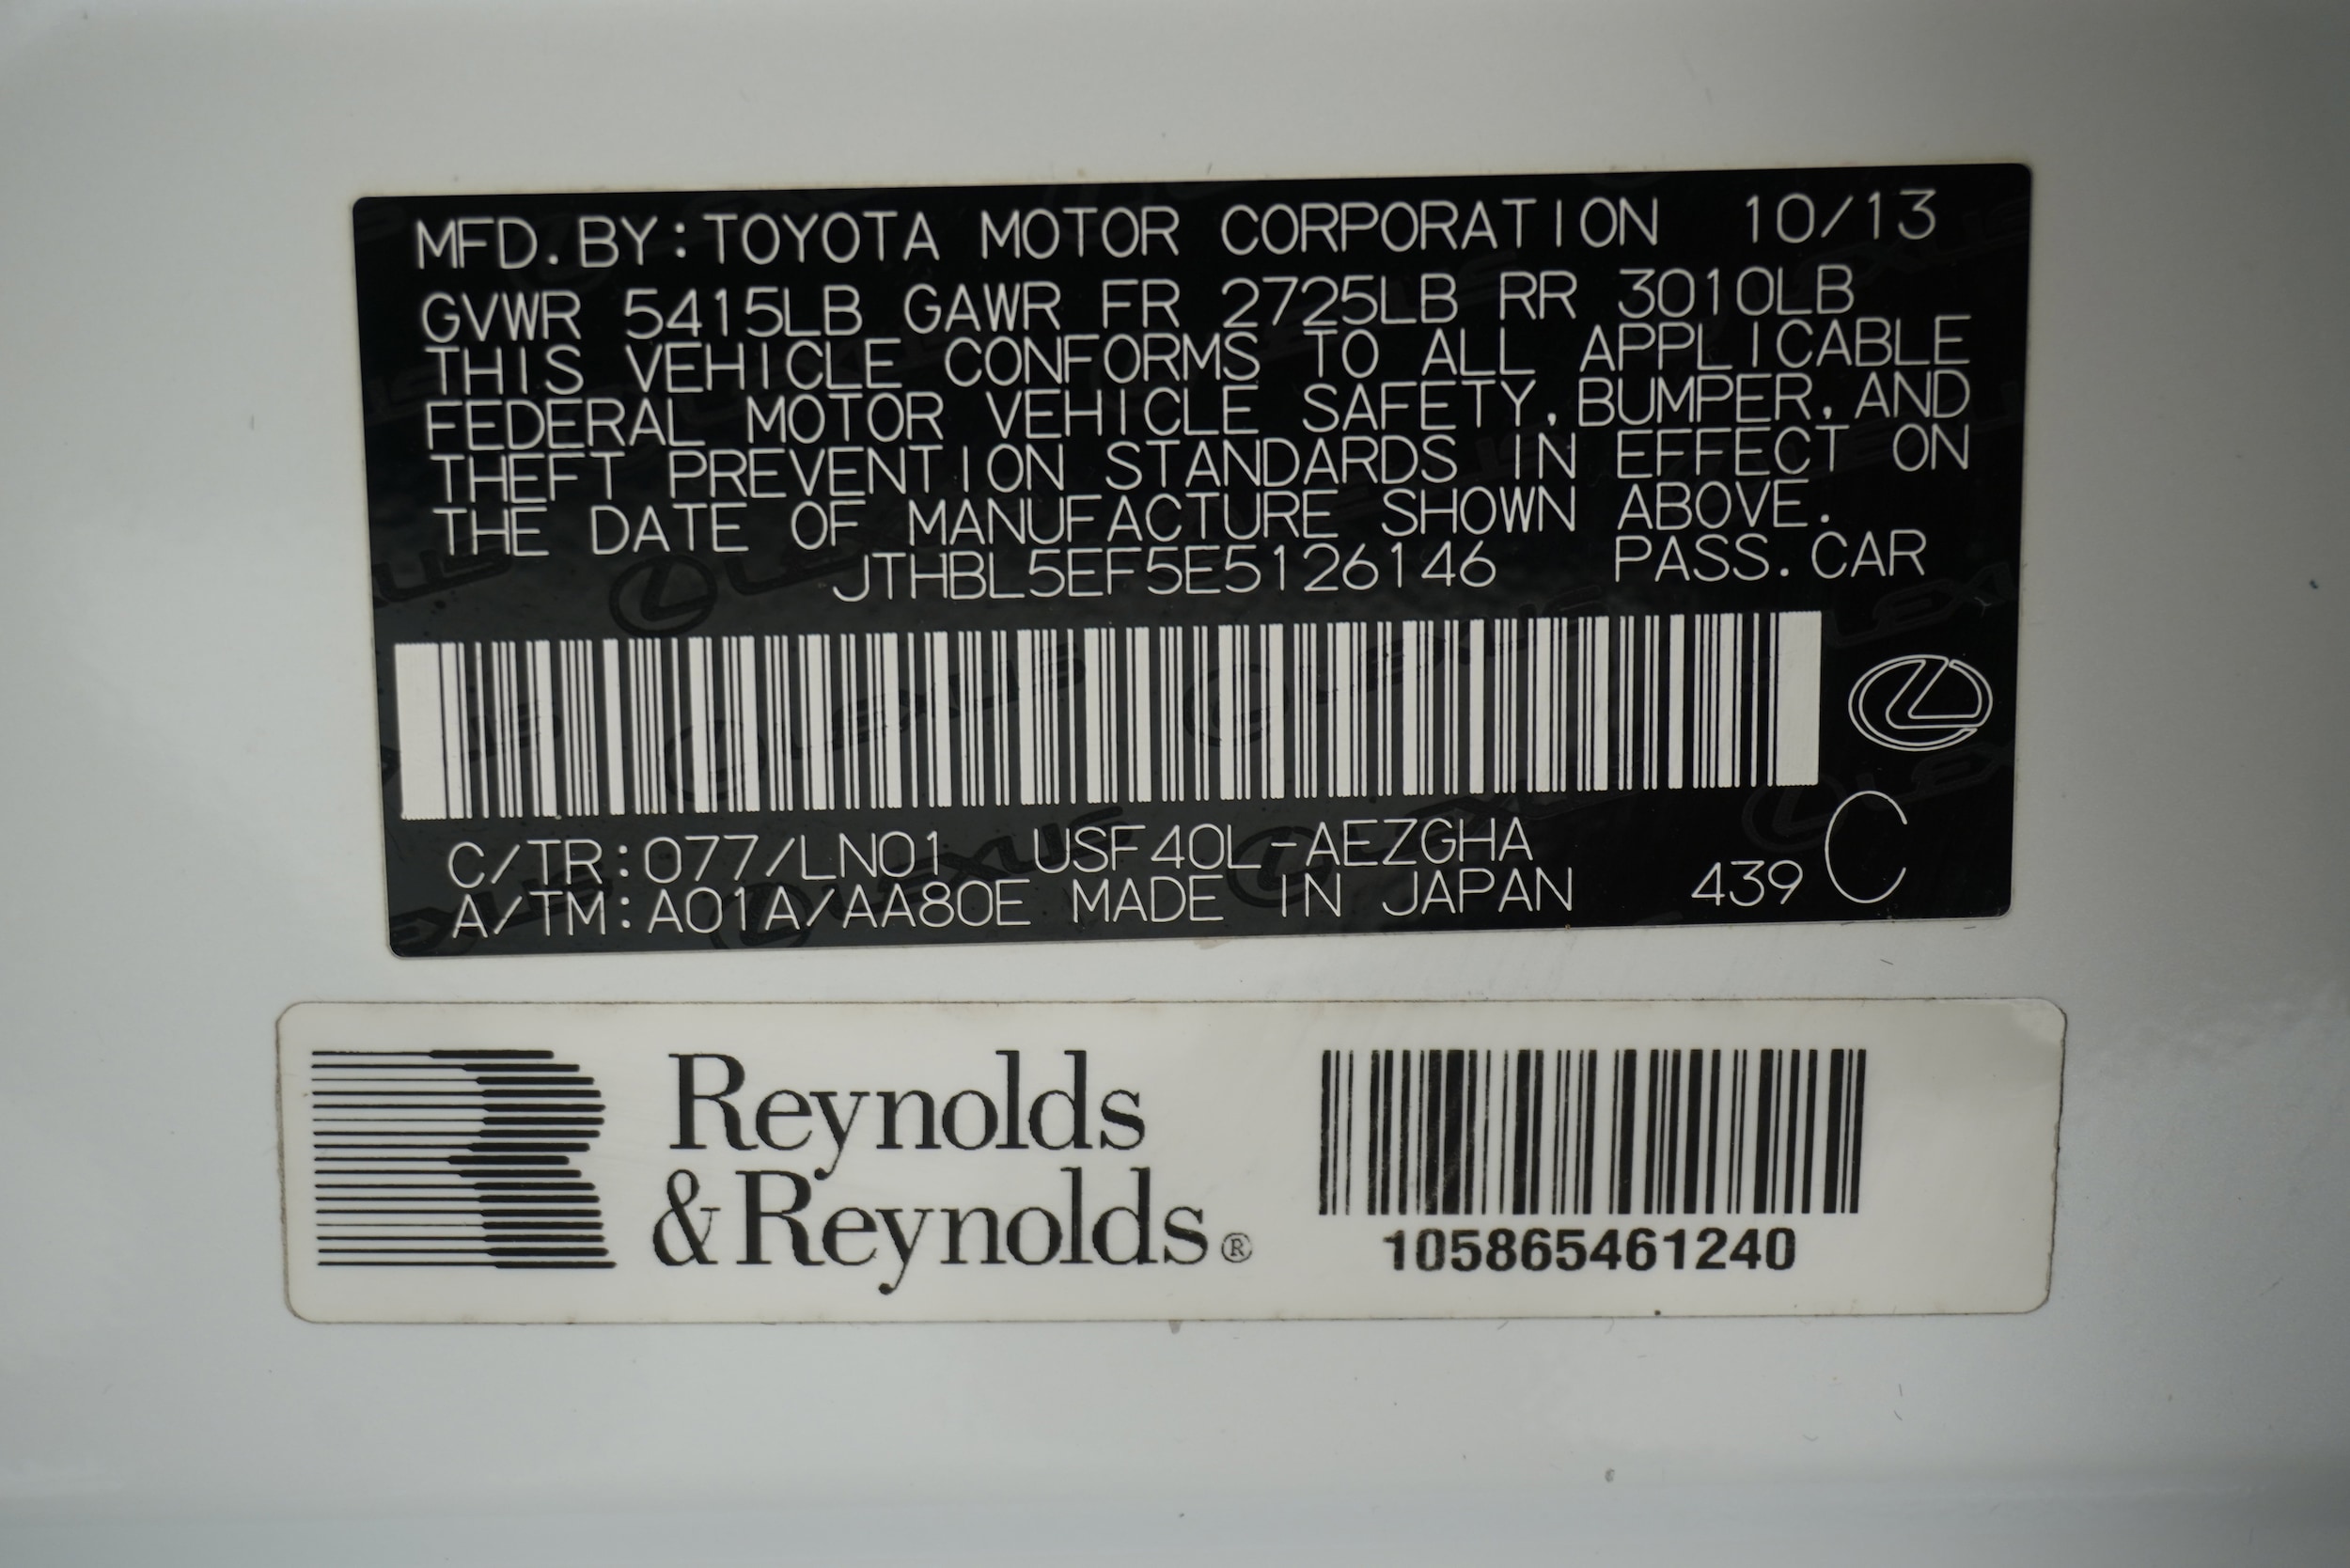 MFD. BY: TOYOTA MOTOR CORPORATION 10/13
GVWR 5415LB GAWR FR 2725LB RR 3010LB
THIS VEHICLE CONFORMS TO ALL APPLICABLE
FEDERAL MOTOR VEHICLE SAFETY, BUMPER, AND
THEFT PREVENTION STANDARDS IN EFFECT ON
THE DATE OF MANUFACTURE SHOWN ABOVE.
JTHBL5EF5E5126146 PASS. CAR
C/TR: 077/LN01 USF40L-AEZGHA
A/TM: A01A/AA80E MADE IN JAPAN 439 C
Reynolds
& Reynolds®
105865461240